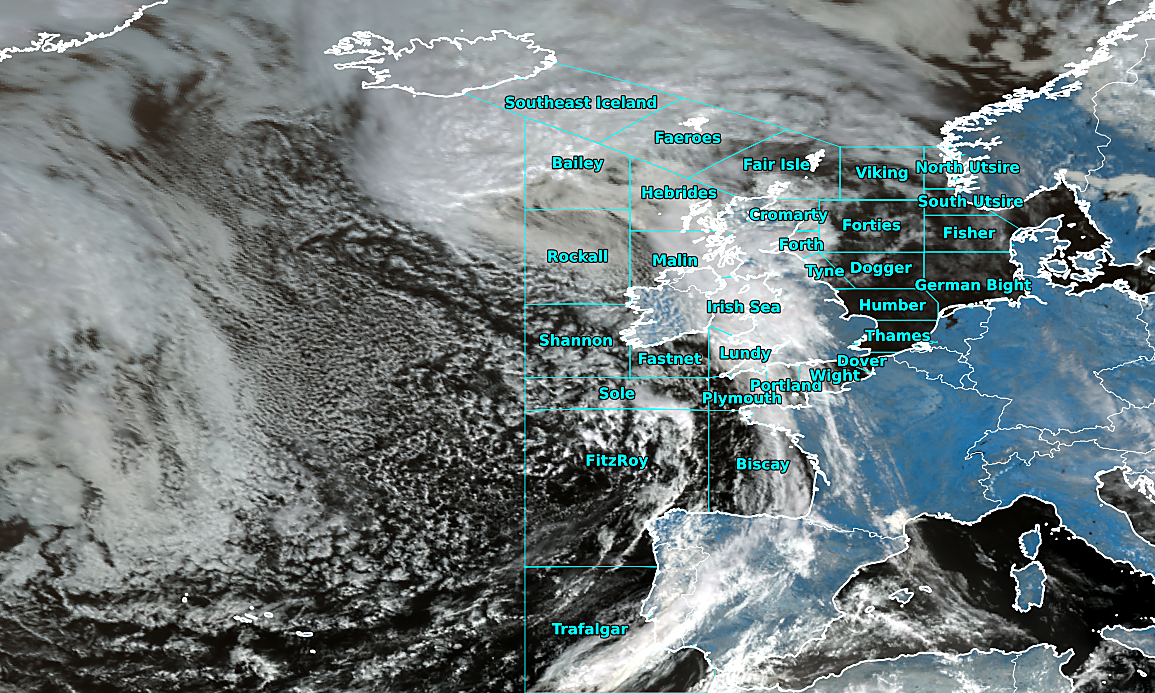 Southeast Iceland
Faeroes
Bailey
Fair Isle
Viking
North Utsire
Hebrides
South Utsire
Cromarty
Forties
Fisher
Forth
Rockall
Malin
Tyne
Dogger
German Bight
Irish Sea
Humber
Shannon
Thames
Fastnet
Lundy
Dover
Wight
Portland
Sole
Plymouth
FitzRoy
Biscay
Trafalgar